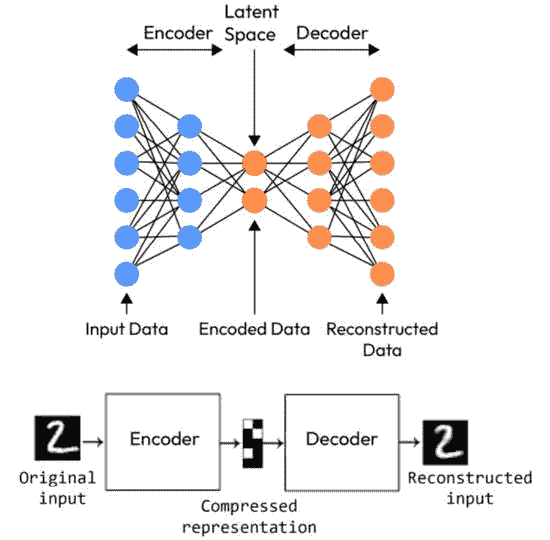 Latent
Space
Encoder
Decoder
Input Data
Encoded Data
Reconstructed
Data
2
Encoder
Decoder
2
Original
input
Compressed
representation
Reconstructed
input